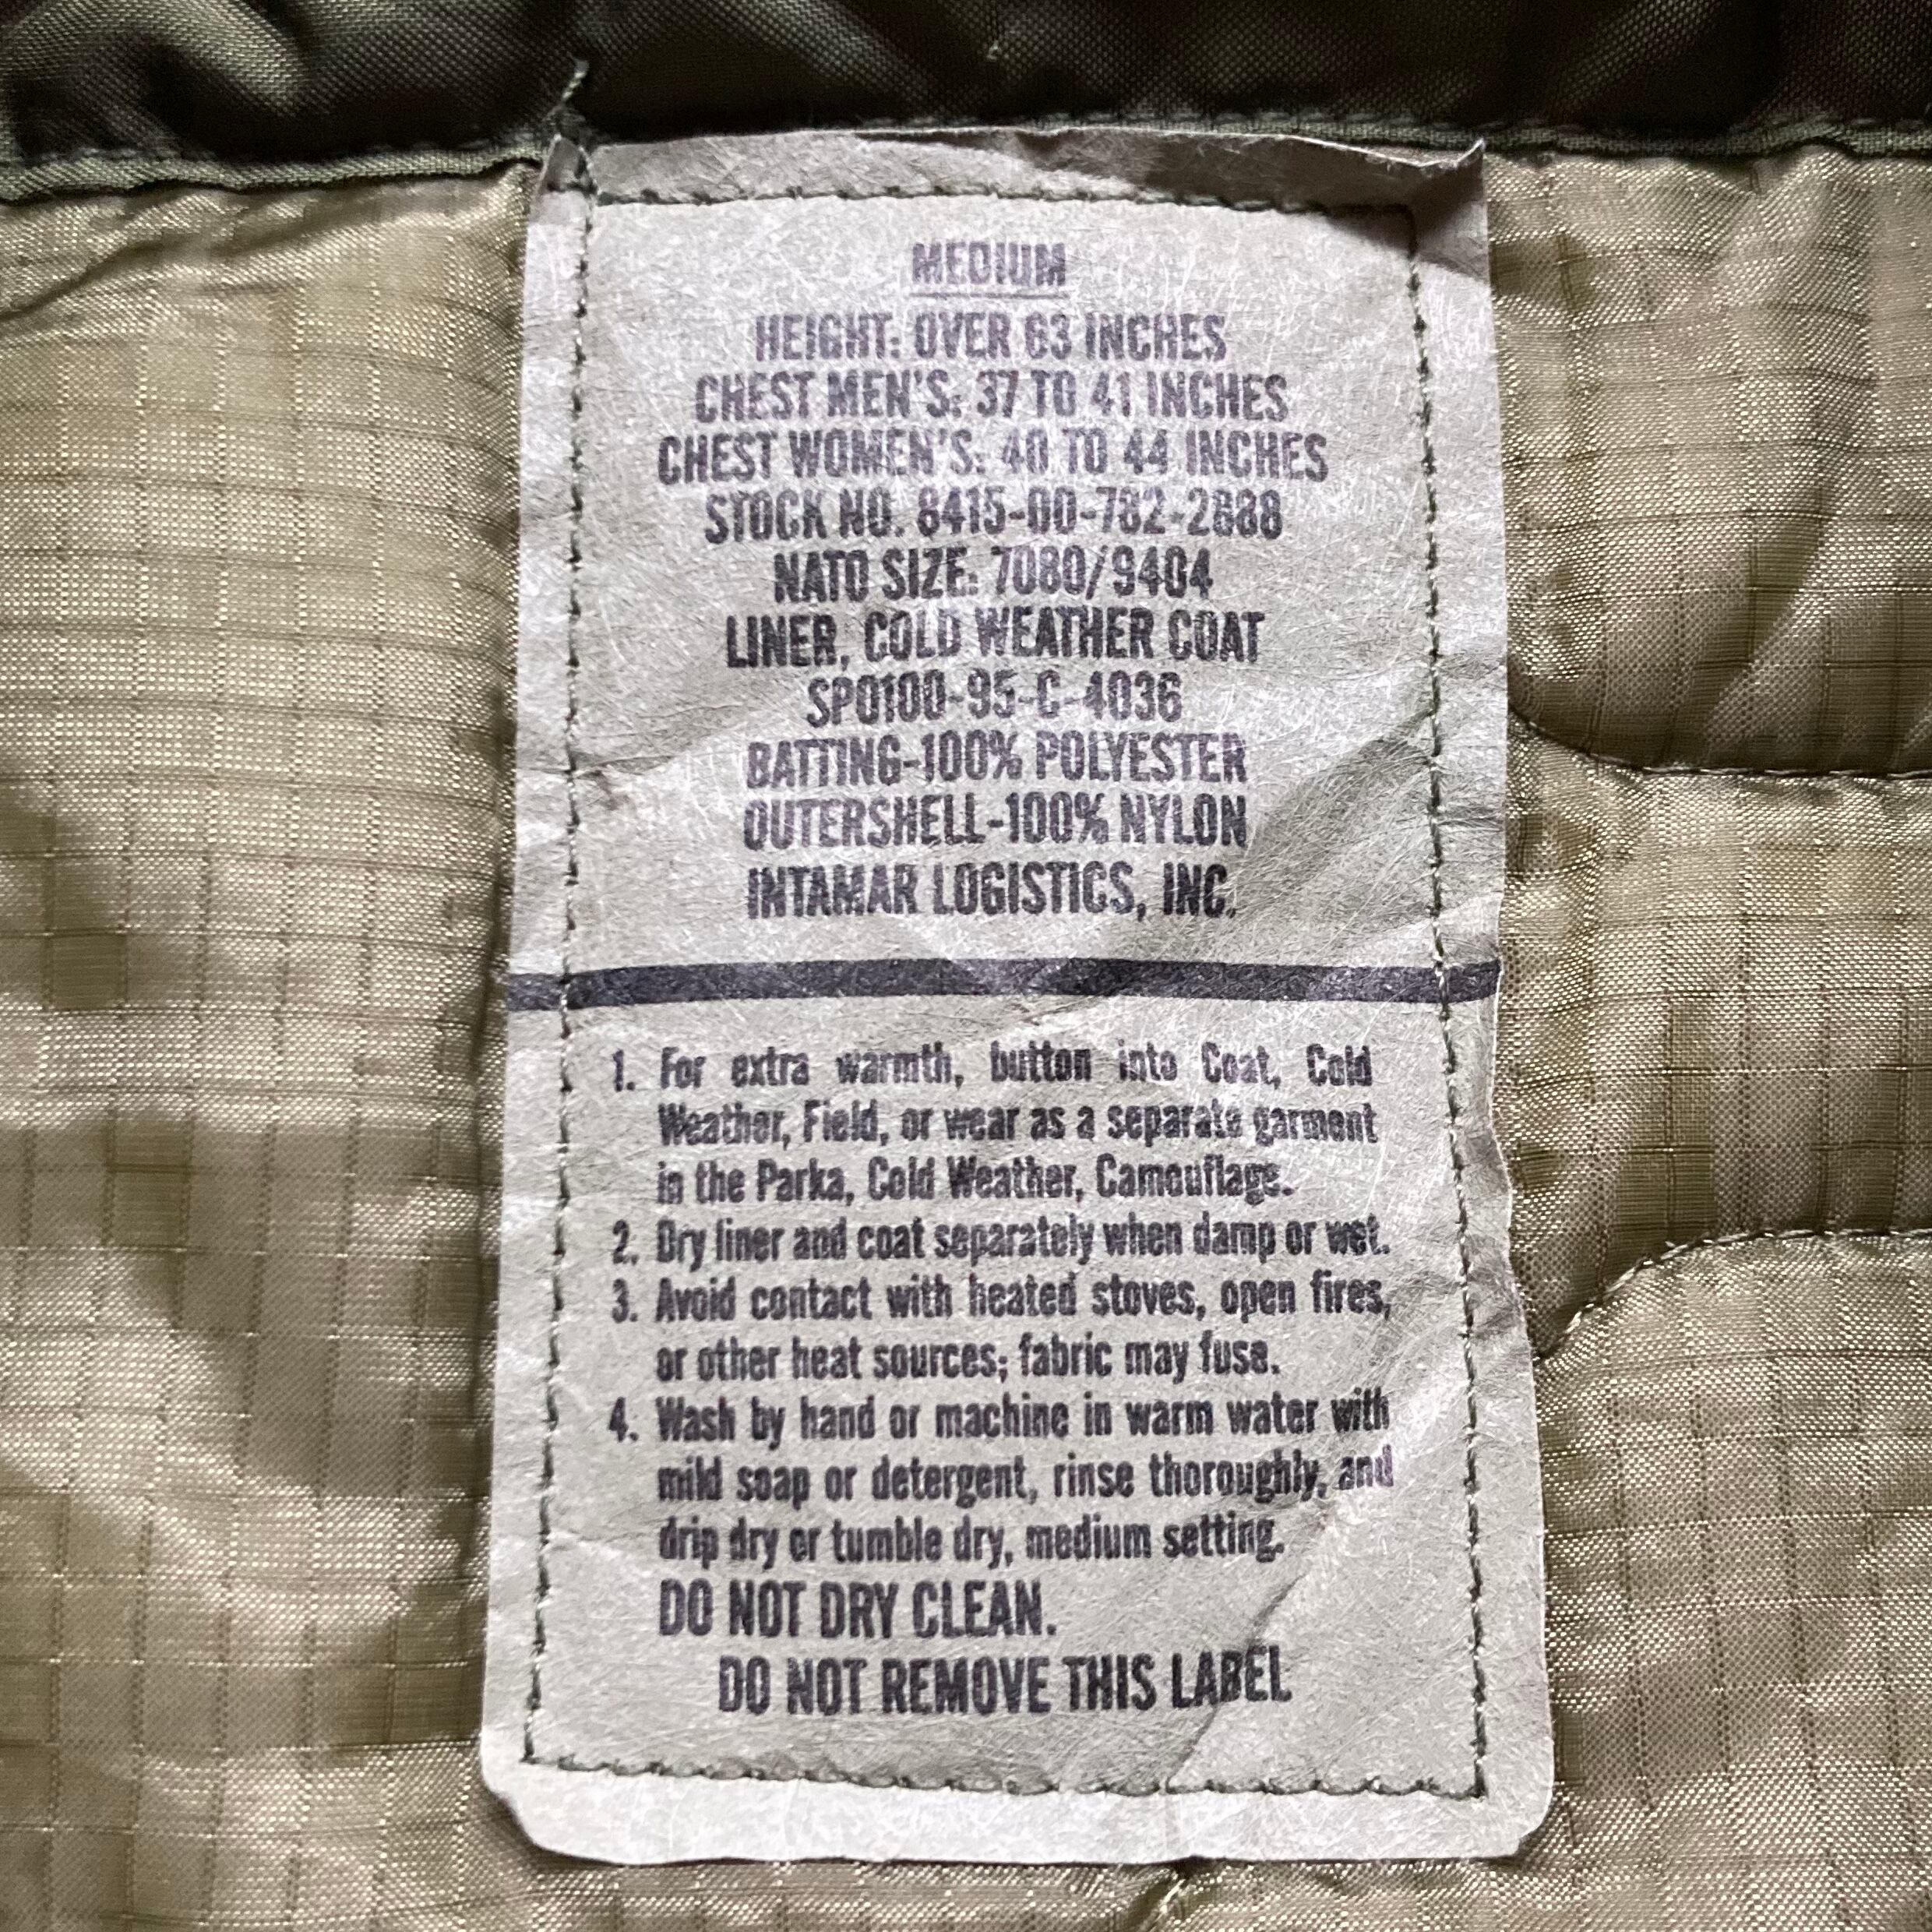 MEDIUM
HEIGHT: OVER 63 INCHES
CHEST MEN'S: 37 TO 41 INCHES
CHEST WOMEN'S: 40 TO 44 INCHES
STOCK NO. 8415-00-782-2888
NATO SIZE: 7080/9404
LINER, COLD WEATHER COAT
SP0100-95-C-4036
BATTING-100% POLYESTER
OUTERSHELL-100% NYLON
INTAMAR LOGISTICS, INC.
1. For extra warmth, button into Coat, Cold
Weather, Field, or wear as a separate garment
in the Parka, Cold Weather, Camouflage.
2. Dry liner and coat separately when damp or wet.
3. Avoid contact with heated stoves, open fires,
or other heat sources; fabric may fuse.
4. Wash by hand or machine in warm water with
mild soap or detergent, rinse thoroughly, and
drip dry or tumble dry, medium setting.
DO NOT DRY CLEAN.
DO NOT REMOVE THIS LABEL